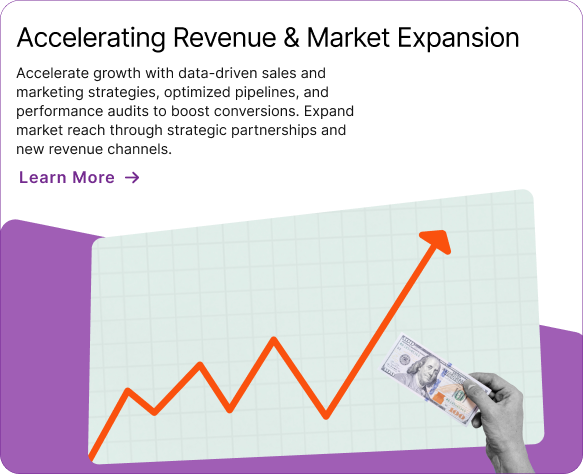 Accelerating Revenue & Market Expansion
Accelerate growth with data-driven sales and
marketing strategies, optimized pipelines, and
performance audits to boost conversions. Expand
market reach through strategic partnerships and
new revenue channels.
Learn More →
100